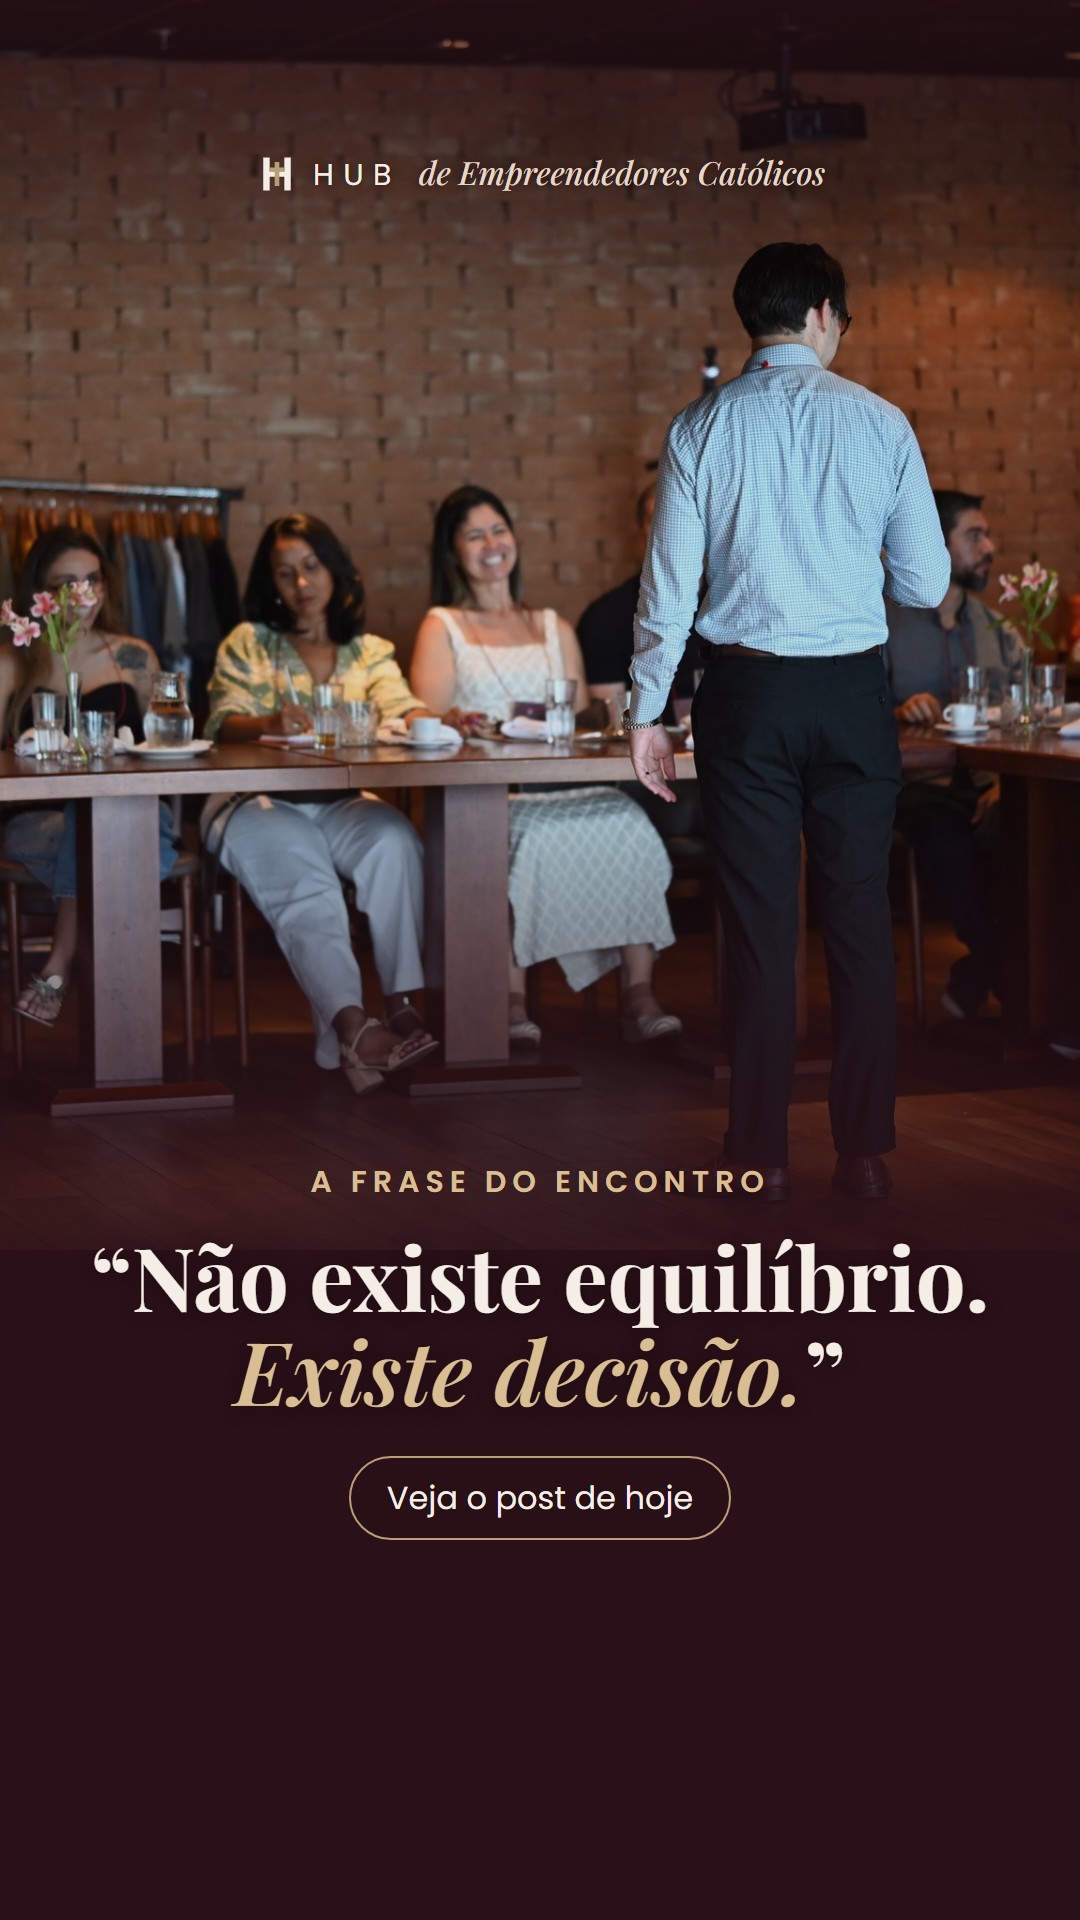 HUB de Empreendedores Católicos
A FRASE DO ENCONTRO
“Não existe equilíbrio.
Existe decisão.”
Veja o post de hoje